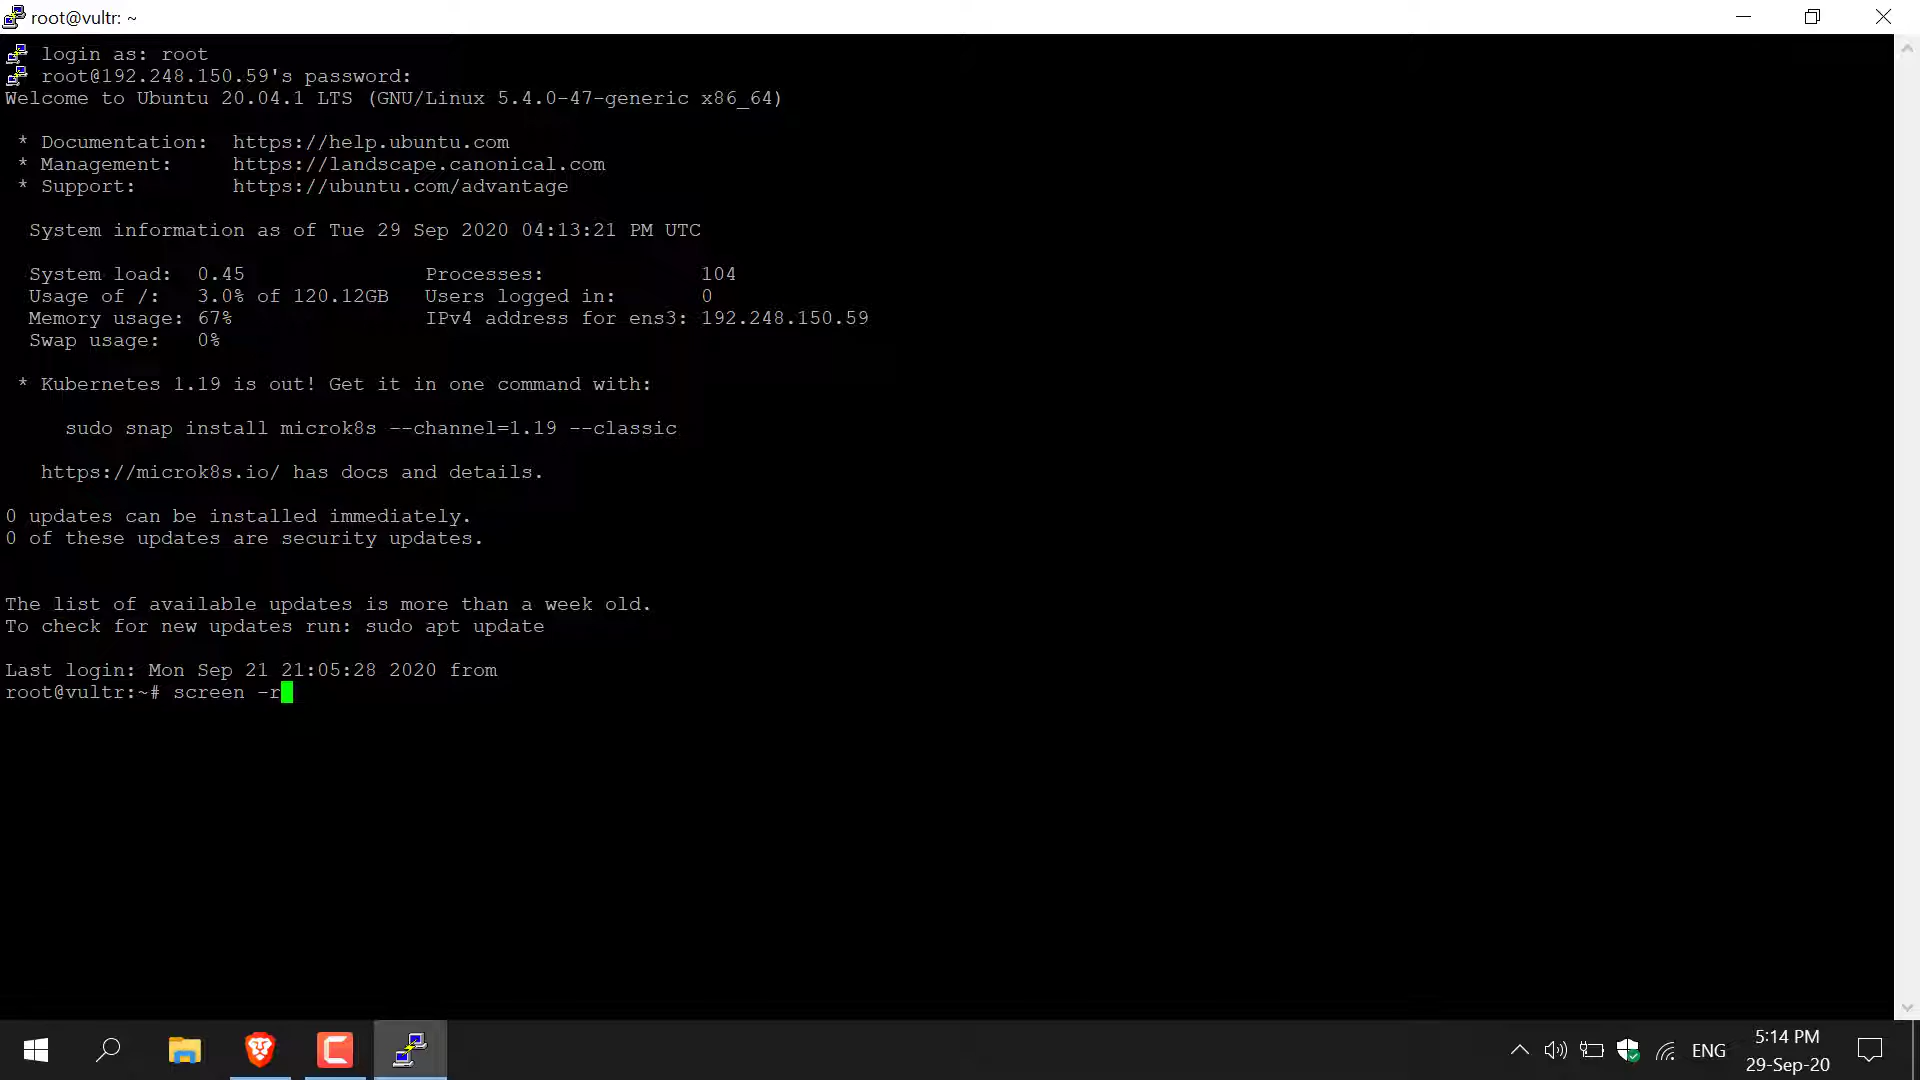 root@vultr: ~
login as: root
root@192.248.150.59's password:
Welcome to Ubuntu 20.04.1 LTS (GNU/Linux 5.4.0-47-generic x86_64)
* Documentation:  https://help.ubuntu.com
* Management:     https://landscape.canonical.com
* Support:        https://ubuntu.com/advantage
System information as of Tue 29 Sep 2020 04:13:21 PM UTC
System load:  0.45               Processes:             104
Usage of /:   3.0% of 120.12GB   Users logged in:       0
Memory usage: 67%                IPv4 address for ens3: 192.248.150.59
Swap usage:   0%
* Kubernetes 1.19 is out! Get it in one command with:
sudo snap install microk8s --channel=1.19 --classic
https://microk8s.io/ has docs and details.
0 updates can be installed immediately.
0 of these updates are security updates.
The list of available updates is more than a week old.
To check for new updates run: sudo apt update
Last login: Mon Sep 21 21:05:28 2020 from
root@vultr:~# screen -r
ENG
5:14 PM
29-Sep-20